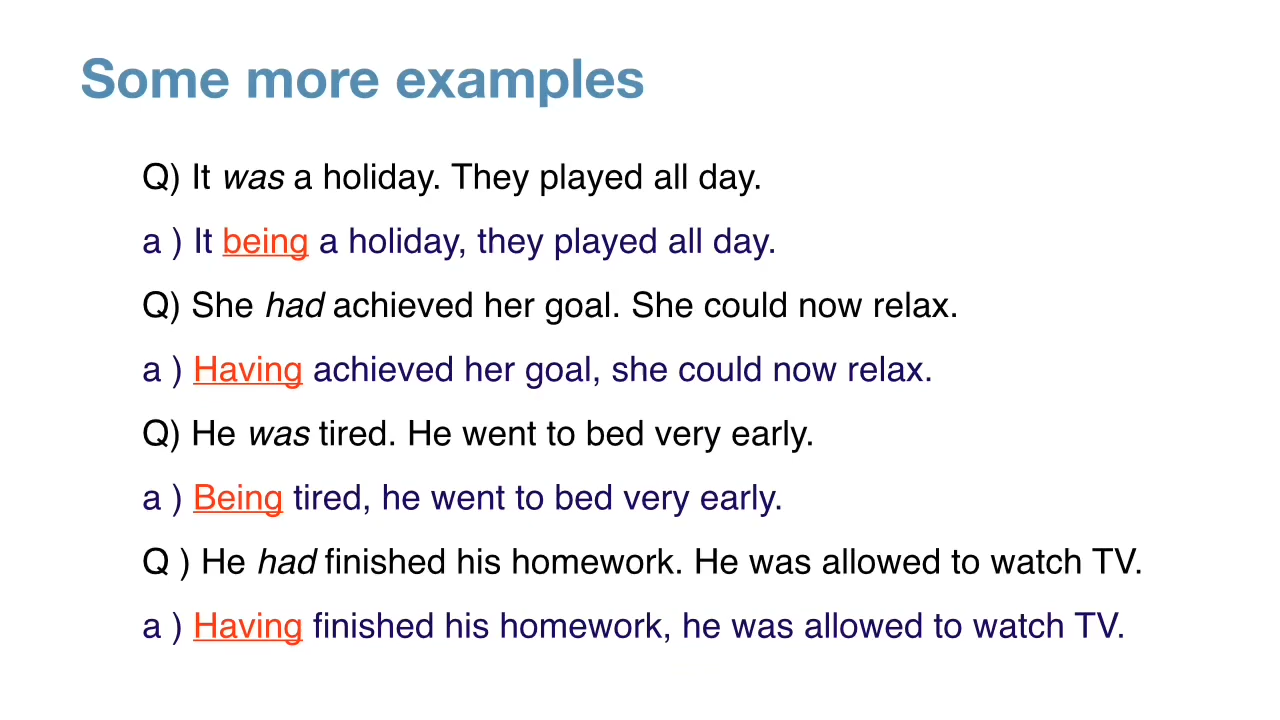 Some more examples
Q) It was a holiday. They played all day.
a ) It being a holiday, they played all day.
Q) She had achieved her goal. She could now relax.
a ) Having achieved her goal, she could now relax.
Q) He was tired. He went to bed very early.
a ) Being tired, he went to bed very early.
Q ) He had finished his homework. He was allowed to watch TV.
a ) Having finished his homework, he was allowed to watch TV.